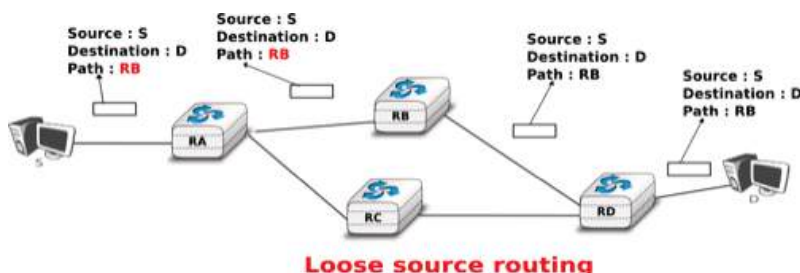 Source : S
Destination : D
Path : RB
Source : S
Destination : D
Path : RB
Source : S
Destination : D
Path : RB
Source : S
Destination : D
Path : RB
S
RA
RB
RC
RD
D
Loose source routing